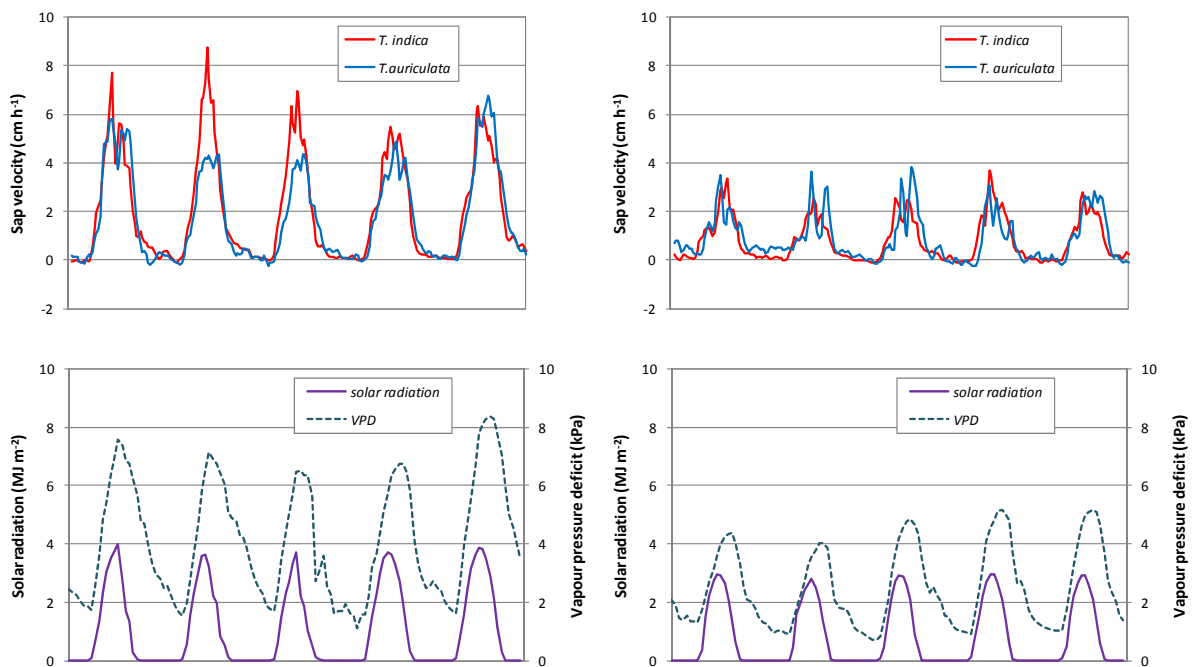 10
8
6
4
2
0
-2
Sap velocity (cm h⁻¹)
T. indica
T.auriculata
10
8
6
4
2
0
-2
Sap velocity (cm h⁻¹)
T. indica
T. auriculata
10
8
6
4
2
0
Solar radiation (MJ m⁻²)
solar radiation
VPD
10
8
6
4
2
0
Vapour pressure deficit (kPa)
10
8
6
4
2
0
Solar radiation (MJ m⁻²)
solar radiation
VPD
10
8
6
4
2
0
Vapour pressure deficit (kPa)